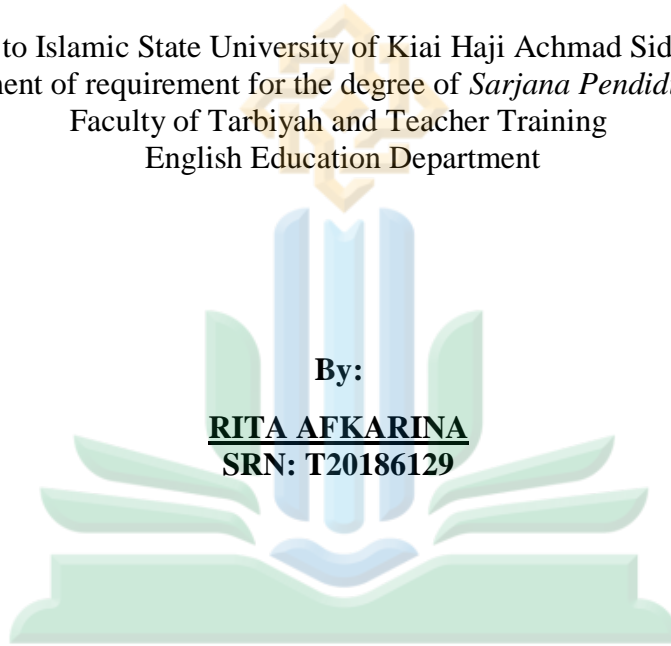 to Islamic State University of Kiai Haji Achmad Sid
of requirement for the degree of Sarjana
Faculty of Tarbiyah and Teacher Training
English Education Department
By:
RITA AFKARINA
SRN: T20186129